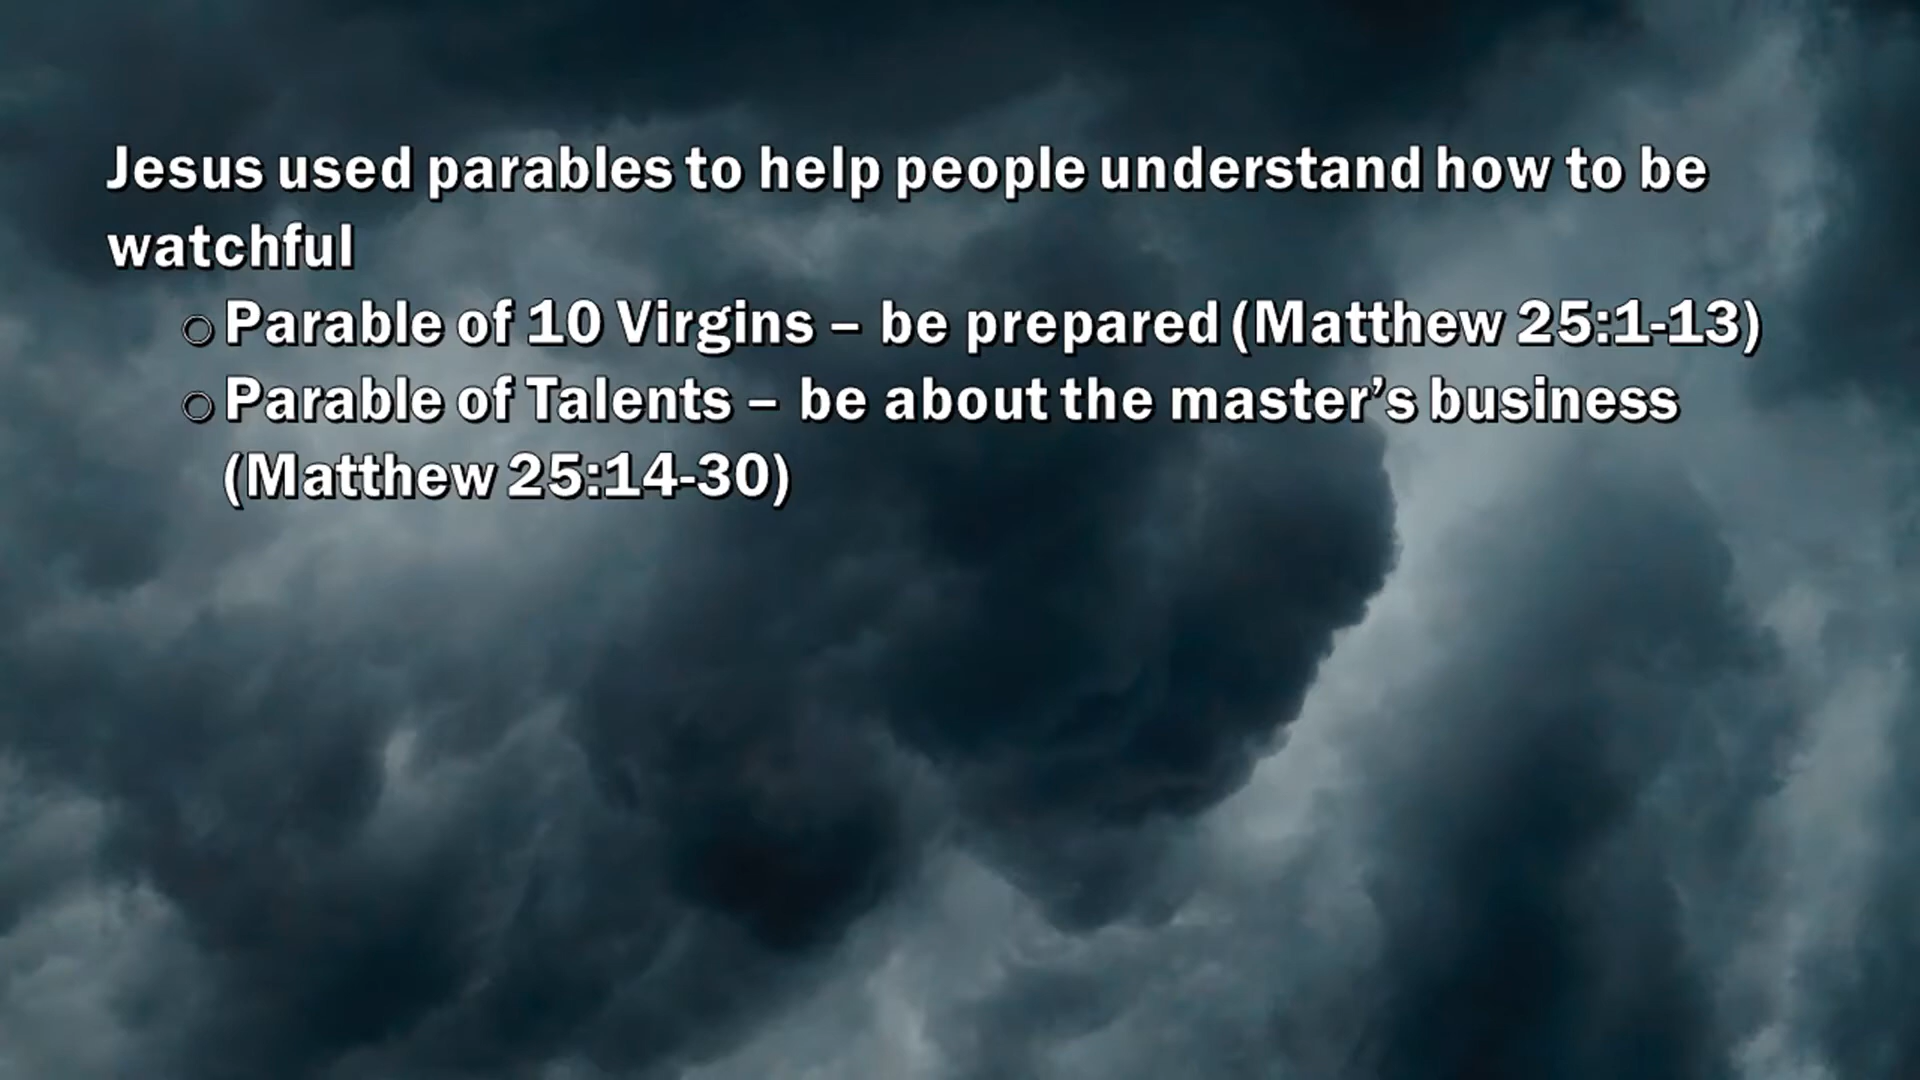 Jesus used parables to help people understand how to be
watchful
○ Parable of 10 Virgins – be prepared (Matthew 25:1-13)
○ Parable of Talents – be about the master’s business
(Matthew 25:14-30)